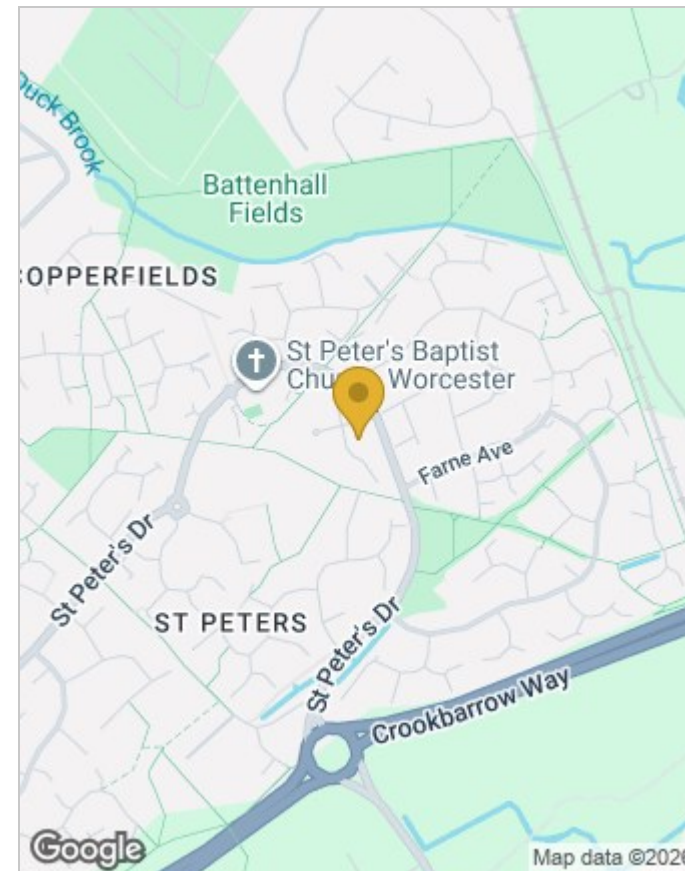 Duck Brook
Battenhall
Fields
COPPERFIELDS
St Peter's Baptist
Chu Worcester
Farne Ave
St Peter's Dr
ST PETERS
St Peter's Dr
Crookbarrow Way
Google
Map data ©2026